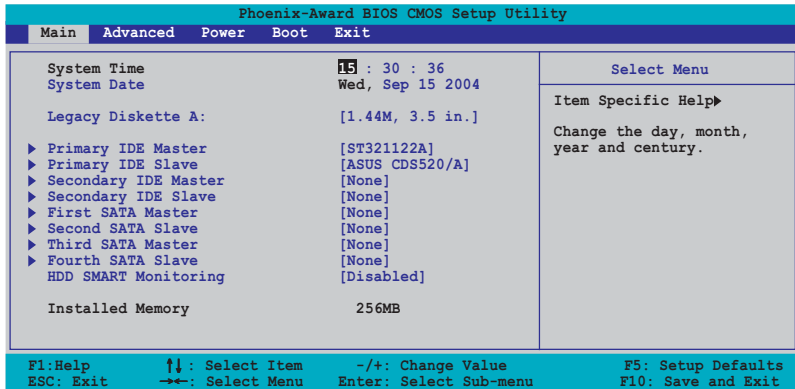 Phoenix-Award BIOS CMOS Setup Utility
Main Advanced Power Boot Exit
System Time 15 : 30 : 36
System Date Wed, Sep 15 2004
Legacy Diskette A: [1.44M, 3.5 in.]
Primary IDE Master [ST321122A]
Primary IDE Slave [ASUS CDS520/A]
Secondary IDE Master [None]
Secondary IDE Slave [None]
First SATA Master [None]
Second SATA Slave [None]
Third SATA Master [None]
Fourth SATA Slave [None]
HDD SMART Monitoring [Disabled]
Installed Memory 256MB
Select Menu
Item Specific Help
Change the day, month,
year and century.
F1:Help ↑↓: Select Item -/+: Change Value F5: Setup Defaults
ESC: Exit →←: Select Menu Enter: Select Sub-menu F10: Save and Exit